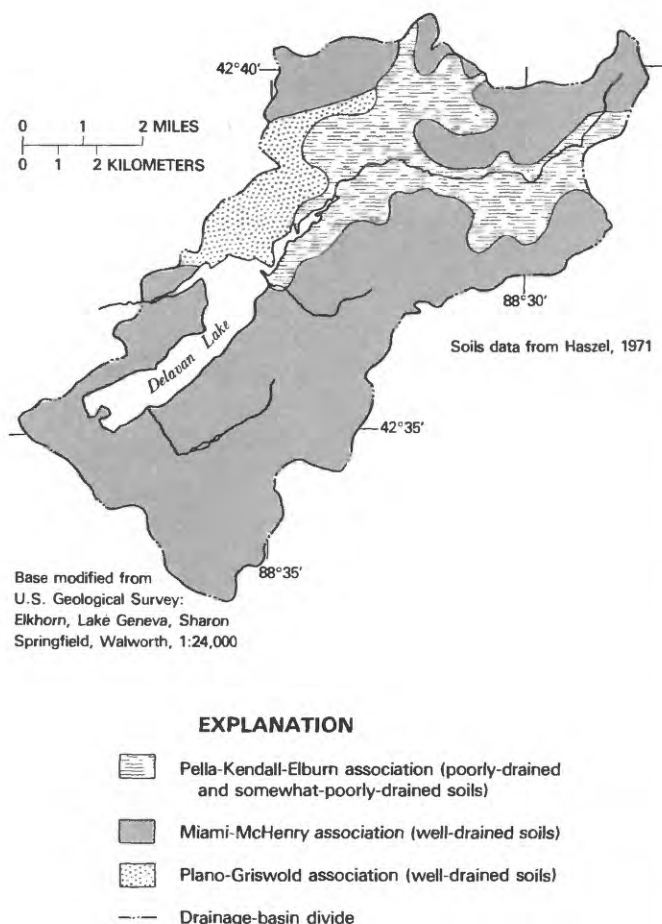 42°40'
0 1 2 MILES
0 1 2 KILOMETERS
88°30'
Soils data from Haszel, 1971
Delavan Lake
42°35'
88°35'
Base modified from
U.S. Geological Survey:
Elkhorn, Lake Geneva, Sharon
Springfield, Walworth, 1:24,000
EXPLANATION
Pella-Kendall-Elburn association (poorly-drained
and somewhat-poorly-drained soils)
Miami-McHenry association (well-drained soils)
Plano-Griswold association (well-drained soils)
Drainage-basin divide